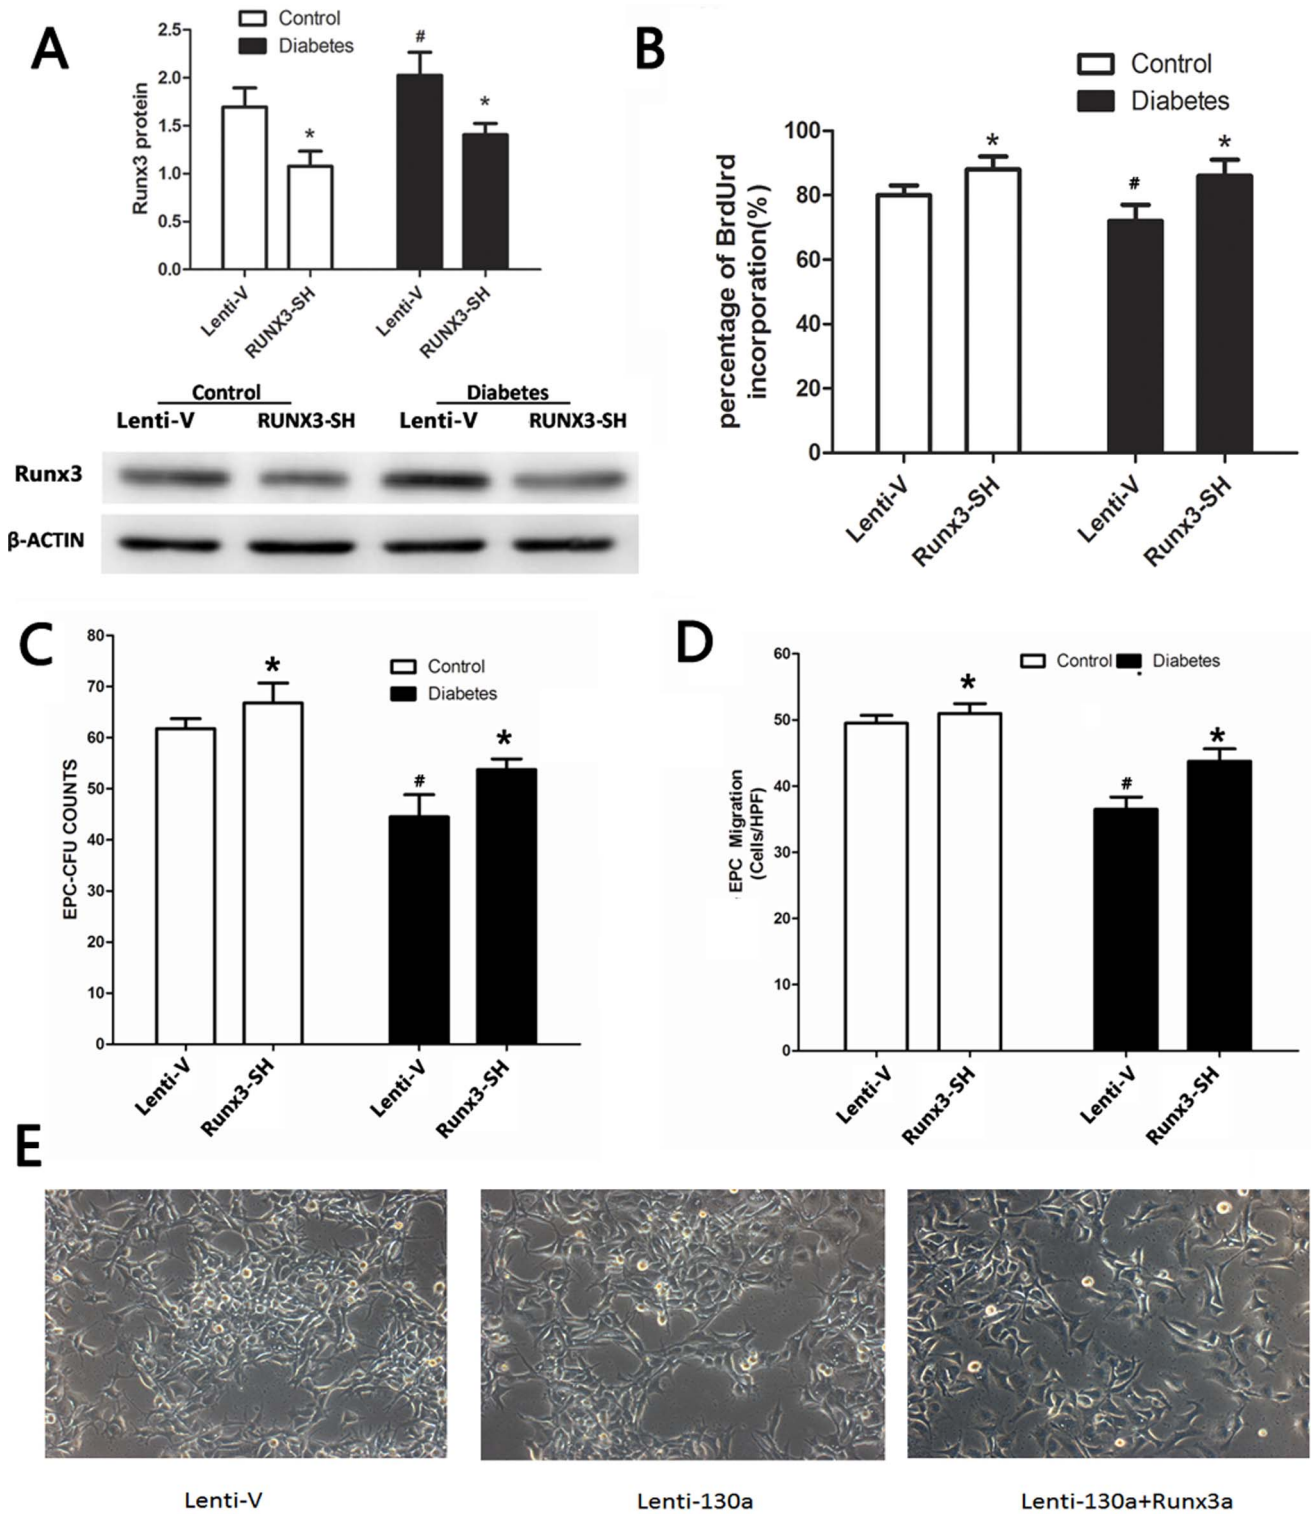 A
Control
Diabetes
Runx3 protein
2.5
2.0
1.5
1.0
0.5
0.0
*
#
*
Lenti-V
RUNX3-SH
Lenti-V
RUNX3-SH
Control
Diabetes
Lenti-V
RUNX3-SH
Lenti-V
RUNX3-SH
Runx3
β-ACTIN
B
Control
Diabetes
percentage of BrdUrd
incorporation(%)
100
80
60
40
20
0
*
#
*
Lenti-V
Runx3-SH
Lenti-V
Runx3-SH
C
Control
Diabetes
EPC-CFU COUNTS
80
70
60
50
40
30
20
10
0
*
#
*
Lenti-V
Runx3-SH
Lenti-V
Runx3-SH
D
Control
Diabetes
EPC Migration
(Cells/HPF)
60
50
40
30
20
10
0
*
#
*
Lenti-V
Runx3-SH
Lenti-V
Runx3-SH
E
Lenti-V
Lenti-130a
Lenti-130a+Runx3a